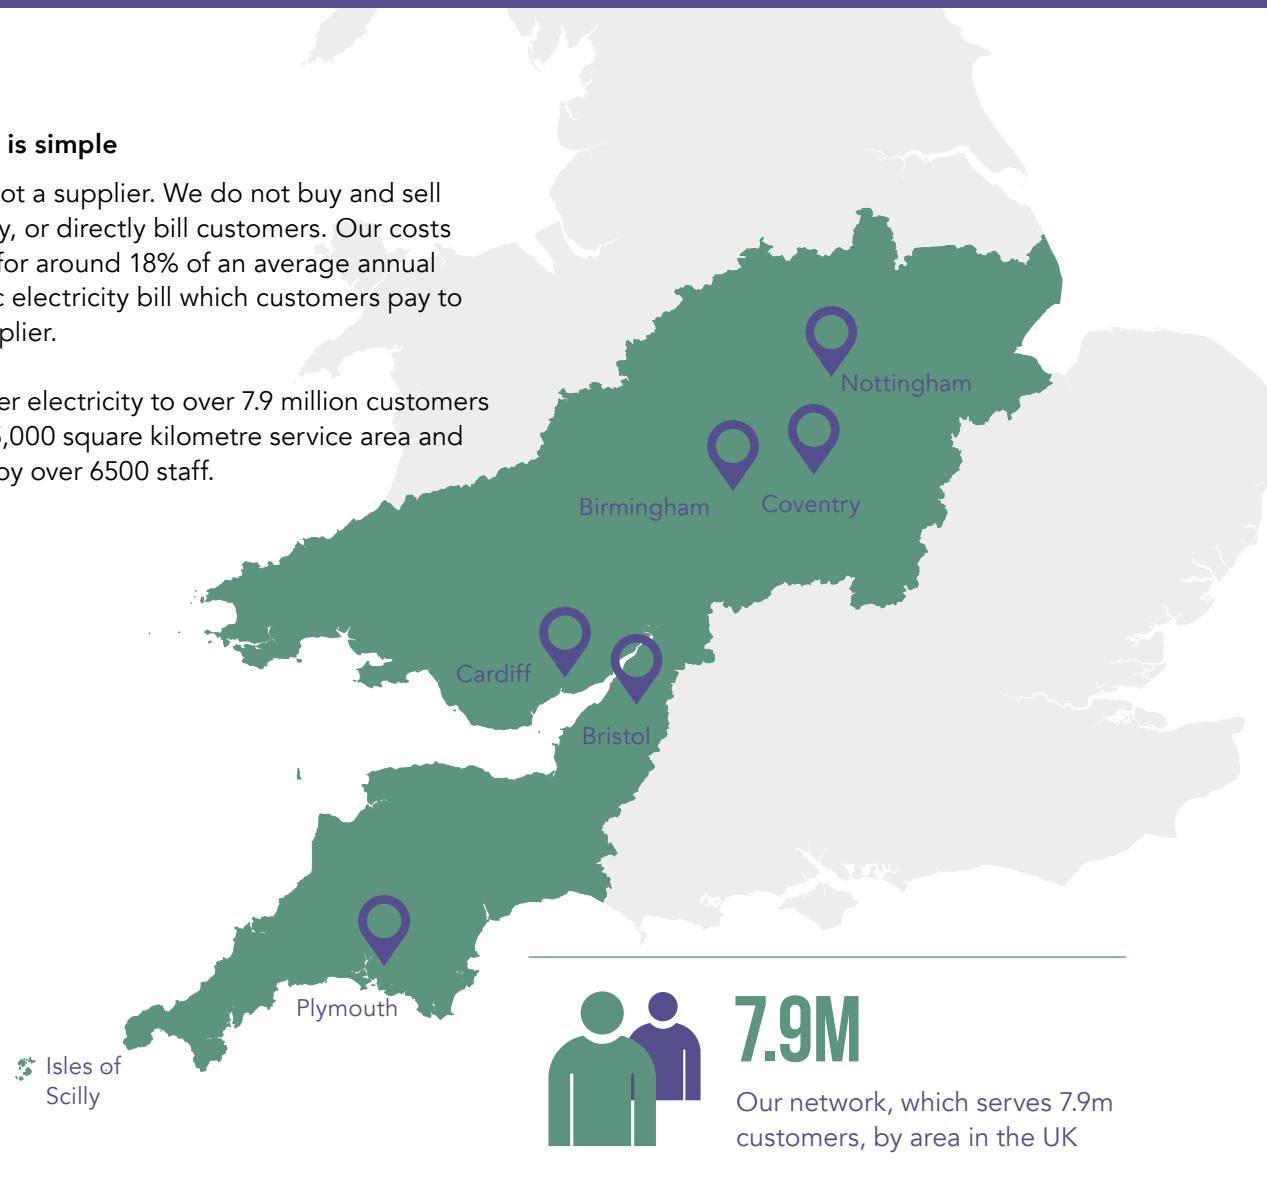 is simple
ot a supplier. We do not buy and sell
y, or directly bill customers. Our costs
for around 18% of an average annual
c electricity bill which customers pay to
plier.
er electricity to over 7.9 million customers
5,000 square kilometre service area and
oy over 6500 staff.
Nottingham
Birmingham
Coventry
Cardiff
Bristol
Plymouth
Isles of
Scilly
7.9M
Our network, which serves 7.9m
customers, by area in the UK